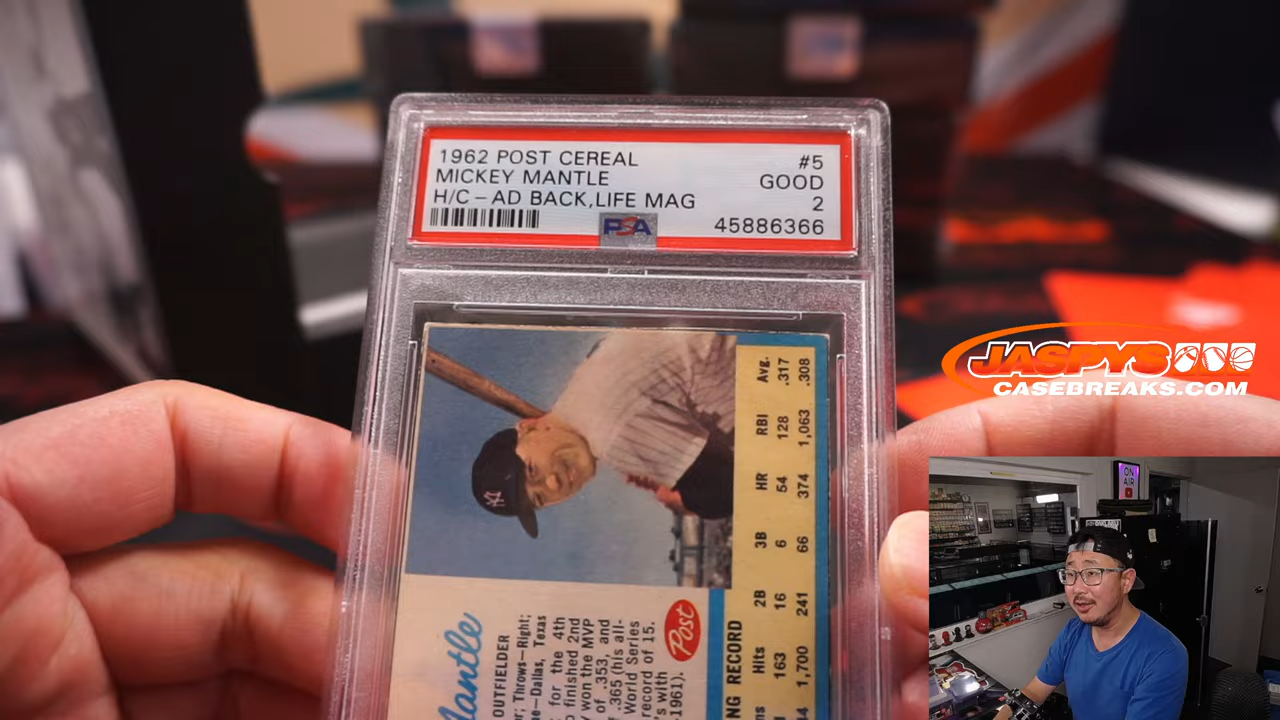 1962 POST CEREAL #5
MICKEY MANTLE GOOD
H/C-AD BACK,LIFE MAG 2
PSA 45886366
Mantle
OUTFIELDER
Throws—Right;
—Dallas, Texas
for the 4th
finished 2nd
won the MVP
of .353, and
.365 (his all-
World Series
record of 15.
with
1961).
Post
Hits 2B 3B HR RBI Avg.
163 16 6 54 128 .317
1,700 241 66 374 1,063 .308
JASPYS
CASEBREAKS.COM
ON
AIR